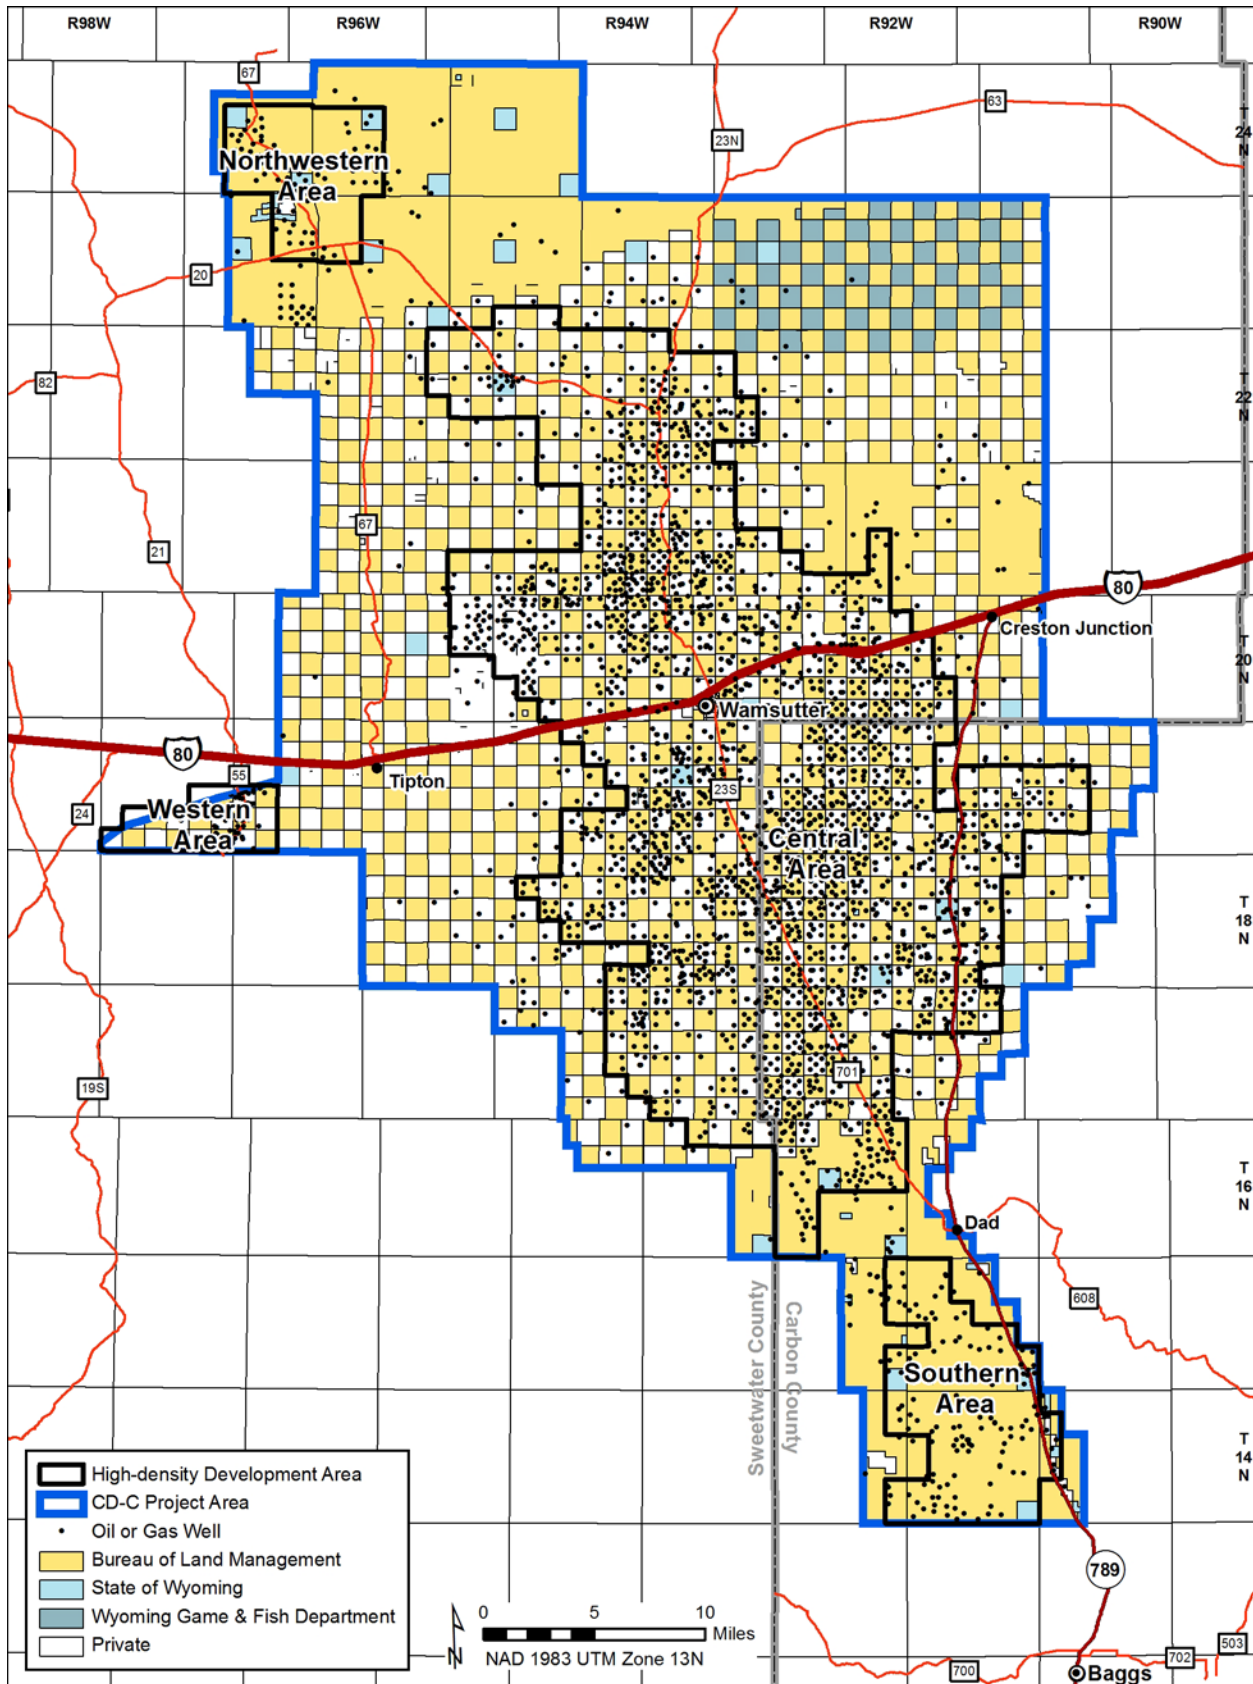 R98W
R96W
R94W
R92W
R90W
67
63
T
24
N
23N
Northwestern
Area
20
82
T
22
N
67
21
80
Creston Junction
T
20
N
Wamsutter
80
55
Tipton
23S
24
Western
Area
Central
Area
T
18
N
701
19S
T
16
N
Dad
608
Sweetwater County
Carbon County
Southern
Area
T
14
N
High-density Development Area
CD-C Project Area
Oil or Gas Well
Bureau of Land Management
State of Wyoming
Wyoming Game & Fish Department
Private
N
0 5 10
Miles
NAD 1983 UTM Zone 13N
789
503
702
700
Baggs